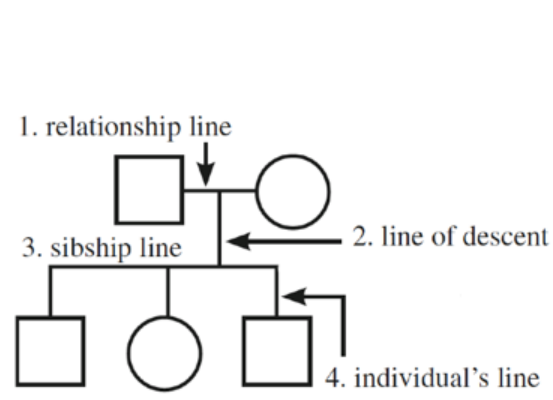 1. relationship line
2. line of descent
3. sibship line
4. individual's line